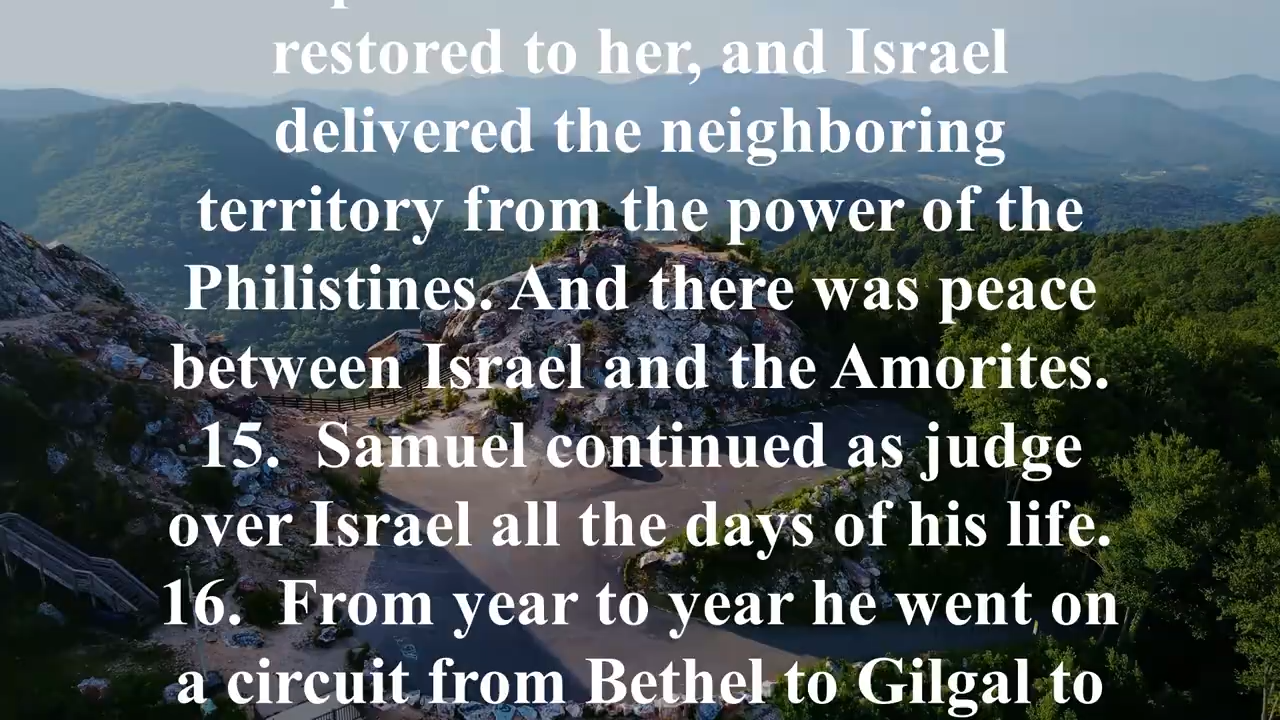 restored to her, and Israel
delivered the neighboring
territory from the power of the
Philistines. And there was peace
between Israel and the Amorites.
15.  Samuel continued as judge
over Israel all the days of his life.
16.  From year to year he went on
a circuit from Bethel to Gilgal to